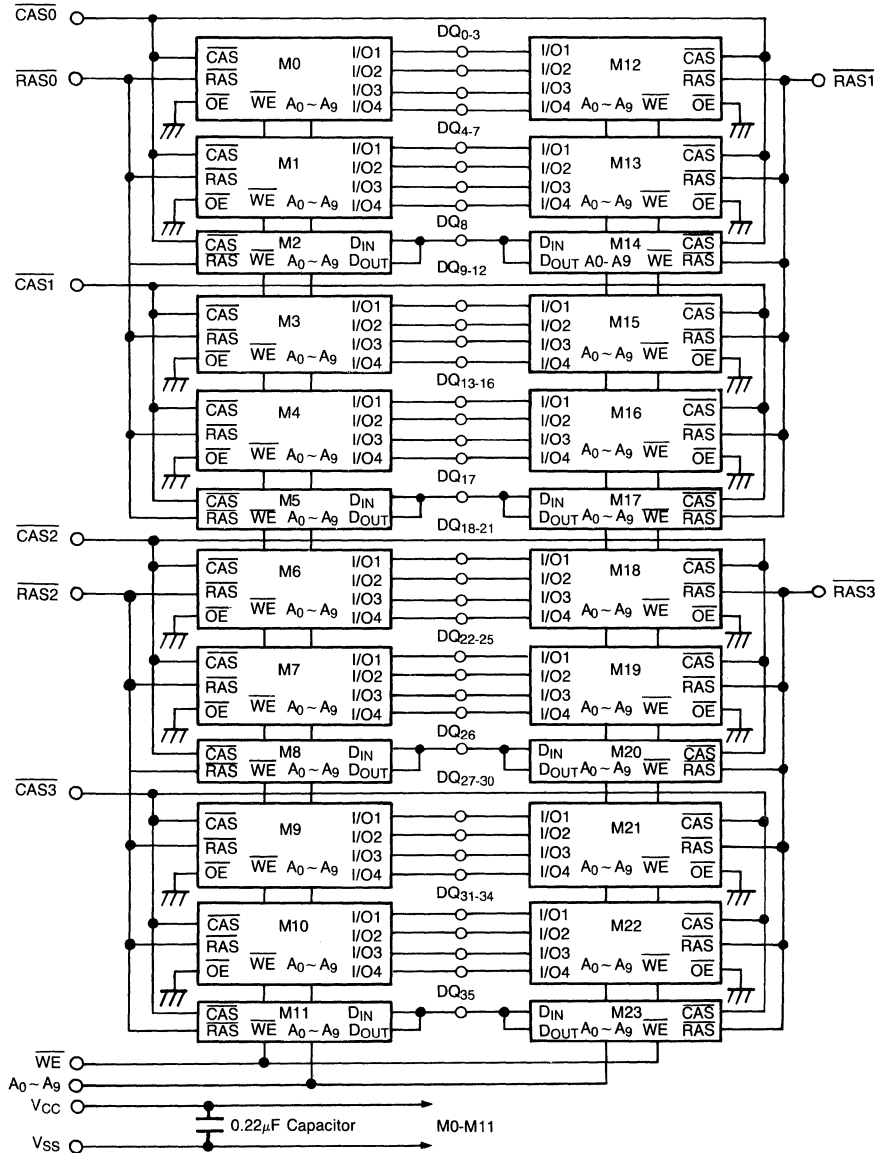 CAS0
DQ0-3
M0 I/O1 I/O1 M12
CAS I/O2 I/O2 CAS
RAS0 RAS I/O3 I/O3 RAS RAS1
OE WE A0~A9 I/O4 I/O4 A0~A9 WE OE
DQ4-7
CAS M1 I/O1 I/O1 M13 CAS
I/O2 I/O2
RAS I/O3 I/O3 RAS
OE WE A0~A9 I/O4 I/O4 A0~A9 WE OE
DQ8
CAS M2 DIN DIN M14 CAS
RAS WE A0~A9 DOUT DOUT A0-A9 WE RAS
DQ9-12
CAS1
CAS M3 I/O1 I/O1 M15 CAS
I/O2 I/O2
RAS I/O3 I/O3 RAS
OE WE A0~A9 I/O4 I/O4 A0~A9 WE OE
DQ13-16
CAS M4 I/O1 I/O1 M16 CAS
I/O2 I/O2
RAS I/O3 I/O3 RAS
OE WE A0~A9 I/O4 I/O4 A0~A9 WE OE
DQ17
CAS M5 DIN DIN M17 CAS
RAS WE A0~A9 DOUT DOUT A0~A9 WE RAS
DQ18-21
CAS2
CAS M6 I/O1 I/O1 M18 CAS
I/O2 I/O2
RAS2 RAS I/O3 I/O3 RAS RAS3
OE WE A0~A9 I/O4 I/O4 A0~A9 WE OE
DQ22-25
CAS M7 I/O1 I/O1 M19 CAS
I/O2 I/O2
RAS I/O3 I/O3 RAS
OE WE A0~A9 I/O4 I/O4 A0~A9 WE OE
DQ26
CAS M8 DIN DIN M20 CAS
RAS WE A0~A9 DOUT DOUT A0~A9 WE RAS
DQ27-30
CAS3
CAS M9 I/O1 I/O1 M21 CAS
I/O2 I/O2
RAS I/O3 I/O3 RAS
OE WE A0~A9 I/O4 I/O4 A0~A9 WE OE
DQ31-34
CAS M10 I/O1 I/O1 M22 CAS
I/O2 I/O2
RAS I/O3 I/O3 RAS
OE WE A0~A9 I/O4 I/O4 A0~A9 WE OE
DQ35
CAS M11 DIN DIN M23 CAS
RAS WE A0~A9 DOUT DOUT A0~A9 WE RAS
WE
A0~A9
VCC
0.22μF Capacitor M0-M11
VSS